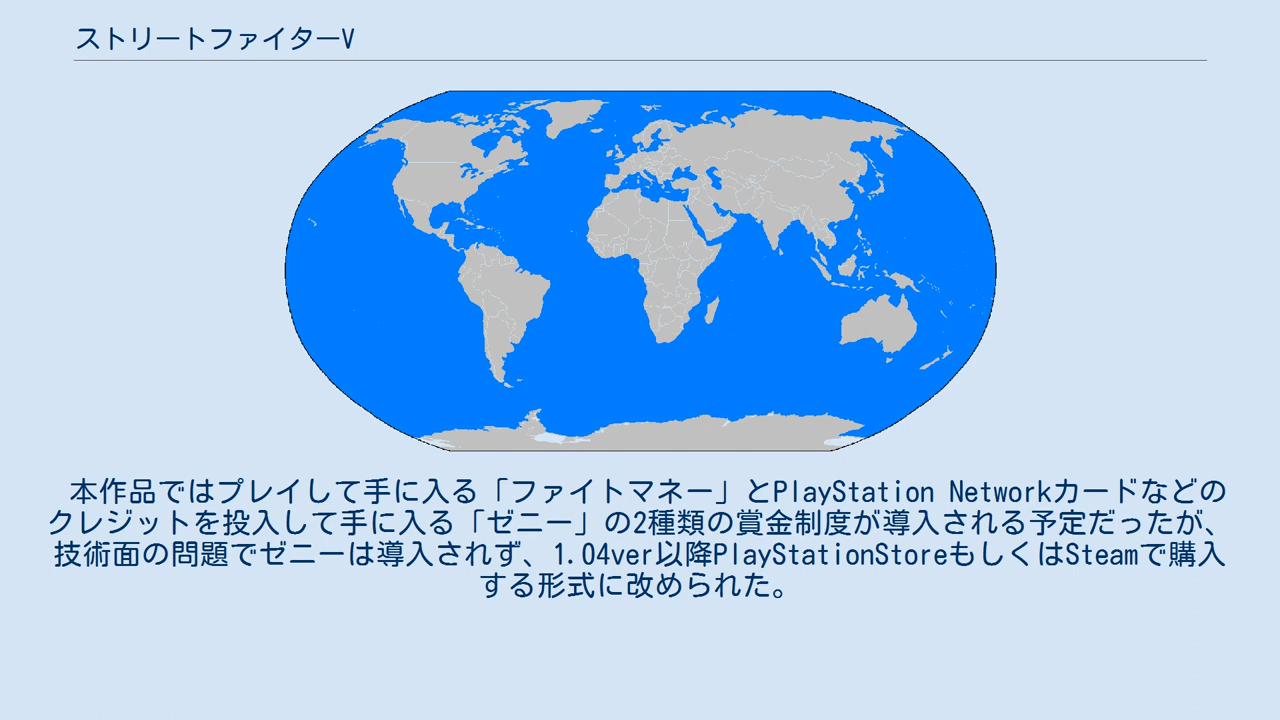 ストリートファイターV
本作品ではプレイして手に入る「ファイトマネー」とPlayStation Networkカードなどの
クレジットを投入して手に入る「ゼニー」の2種類の賞金制度が導入される予定だったが、
技術面の問題でゼニーは導入されず、1.04ver以降PlayStationStoreもしくはSteamで購入
する形式に改められた。